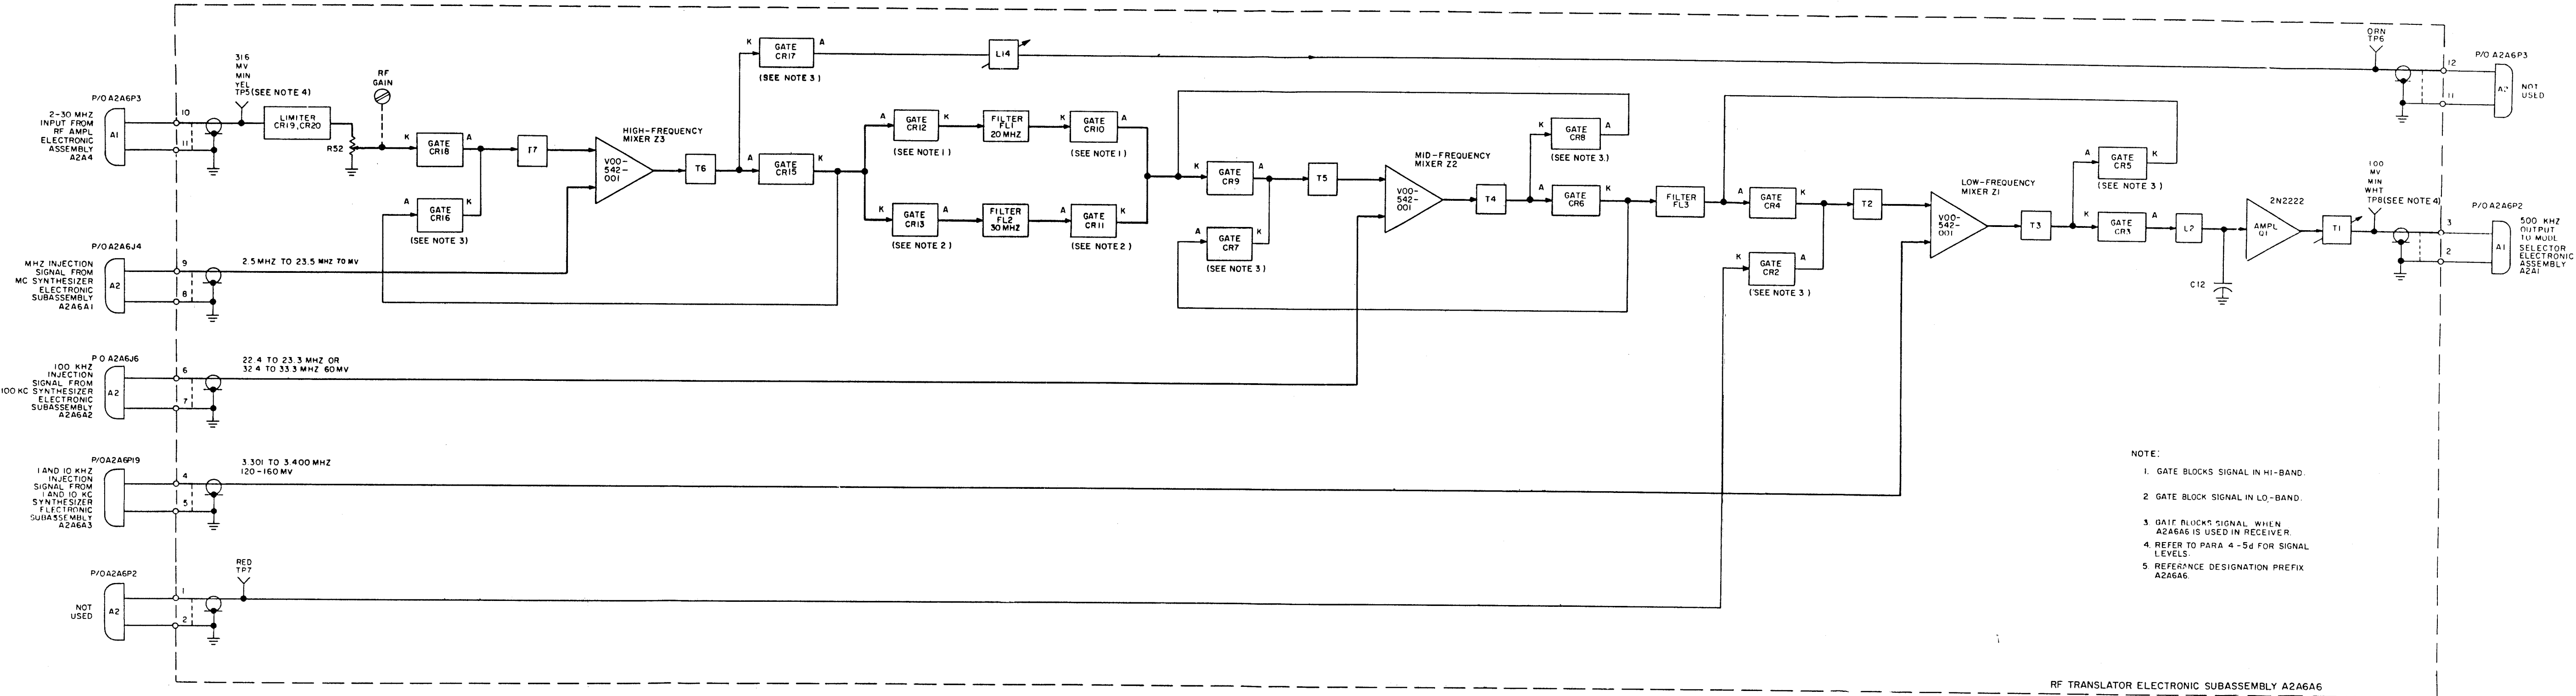 P/O A2A6P3
2-30 MHZ
INPUT FROM
RF AMPL
ELECTRONIC
ASSEMBLY
A2A4
A1
10
11
316
MV
MIN
YEL
TP5(SEE NOTE 4)
LIMITER
CR19,CR20
R52
RF
GAIN
K
GATE
CR18
A
A
GATE
CR16
K
(SEE NOTE 3)
T7
HIGH-FREQUENCY
MIXER Z3
VOO-
542-
001
T6
K
GATE
CR17
A
(SEE NOTE 3)
L14
A
GATE
CR15
K
A
GATE
CR12
K
(SEE NOTE 1)
FILTER
FL1
20 MHZ
K
GATE
CR10
A
(SEE NOTE 1)
K
GATE
CR13
A
(SEE NOTE 2)
FILTER
FL2
30 MHZ
A
GATE
CR11
K
(SEE NOTE 2)
K
GATE
CR9
A
A
GATE
CR7
K
(SEE NOTE 3)
T5
MID-FREQUENCY
MIXER Z2
VOO-
542-
001
T4
K
GATE
CR8
A
(SEE NOTE 3.)
A
GATE
CR6
K
FILTER
FL3
A
GATE
CR4
K
K
GATE
CR2
A
(SEE NOTE 3)
T2
LOW-FREQUENCY
MIXER Z1
VOO-
542-
001
T3
A
GATE
CR5
K
(SEE NOTE 3)
K
GATE
CR3
A
L2
C12
2N2222
AMPL
Q1
T1
100
MV
MIN
WHT
TP8(SEE NOTE 4)
P/O A2A6P2
3
2
A1
500 KHZ
OUTPUT
TO MODE
SELECTOR
ELECTRONIC
ASSEMBLY
A2A1
ORN
TP6
P/O A2A6P3
12
11
A2
NOT
USED
P/O A2A6J4
MHZ INJECTION
SIGNAL FROM
MC SYNTHESIZER
ELECTRONIC
SUBASSEMBLY
A2A6A1
A2
9
8
2.5 MHZ TO 23.5 MHZ 70 MV
P O A2A6J6
100 KHZ
INJECTION
SIGNAL FROM
100 KC SYNTHESIZER
ELECTRONIC
SUBASSEMBLY
A2A6A2
A2
6
7
22.4 TO 23.3 MHZ OR
32.4 TO 33.3 MHZ 60 MV
P/O A2A6P19
1 AND 10 KHZ
INJECTION
SIGNAL FROM
1 AND 10 KC
SYNTHESIZER
ELECTRONIC
SUBASSEMBLY
A2A6A3
4
5
3.301 TO 3.400 MHZ
120-160 MV
P/O A2A6P2
NOT
USED
A2
1
2
RED
TP7
NOTE:
1. GATE BLOCKS SIGNAL IN HI-BAND.
2 GATE BLOCK SIGNAL IN LO-BAND.
3. GATE BLOCKS SIGNAL WHEN
A2A6A6 IS USED IN RECEIVER.
4. REFER TO PARA 4-5d FOR SIGNAL
LEVELS.
5. REFERANCE DESIGNATION PREFIX
A2A6A6.
RF TRANSLATOR ELECTRONIC SUBASSEMBLY A2A6A6